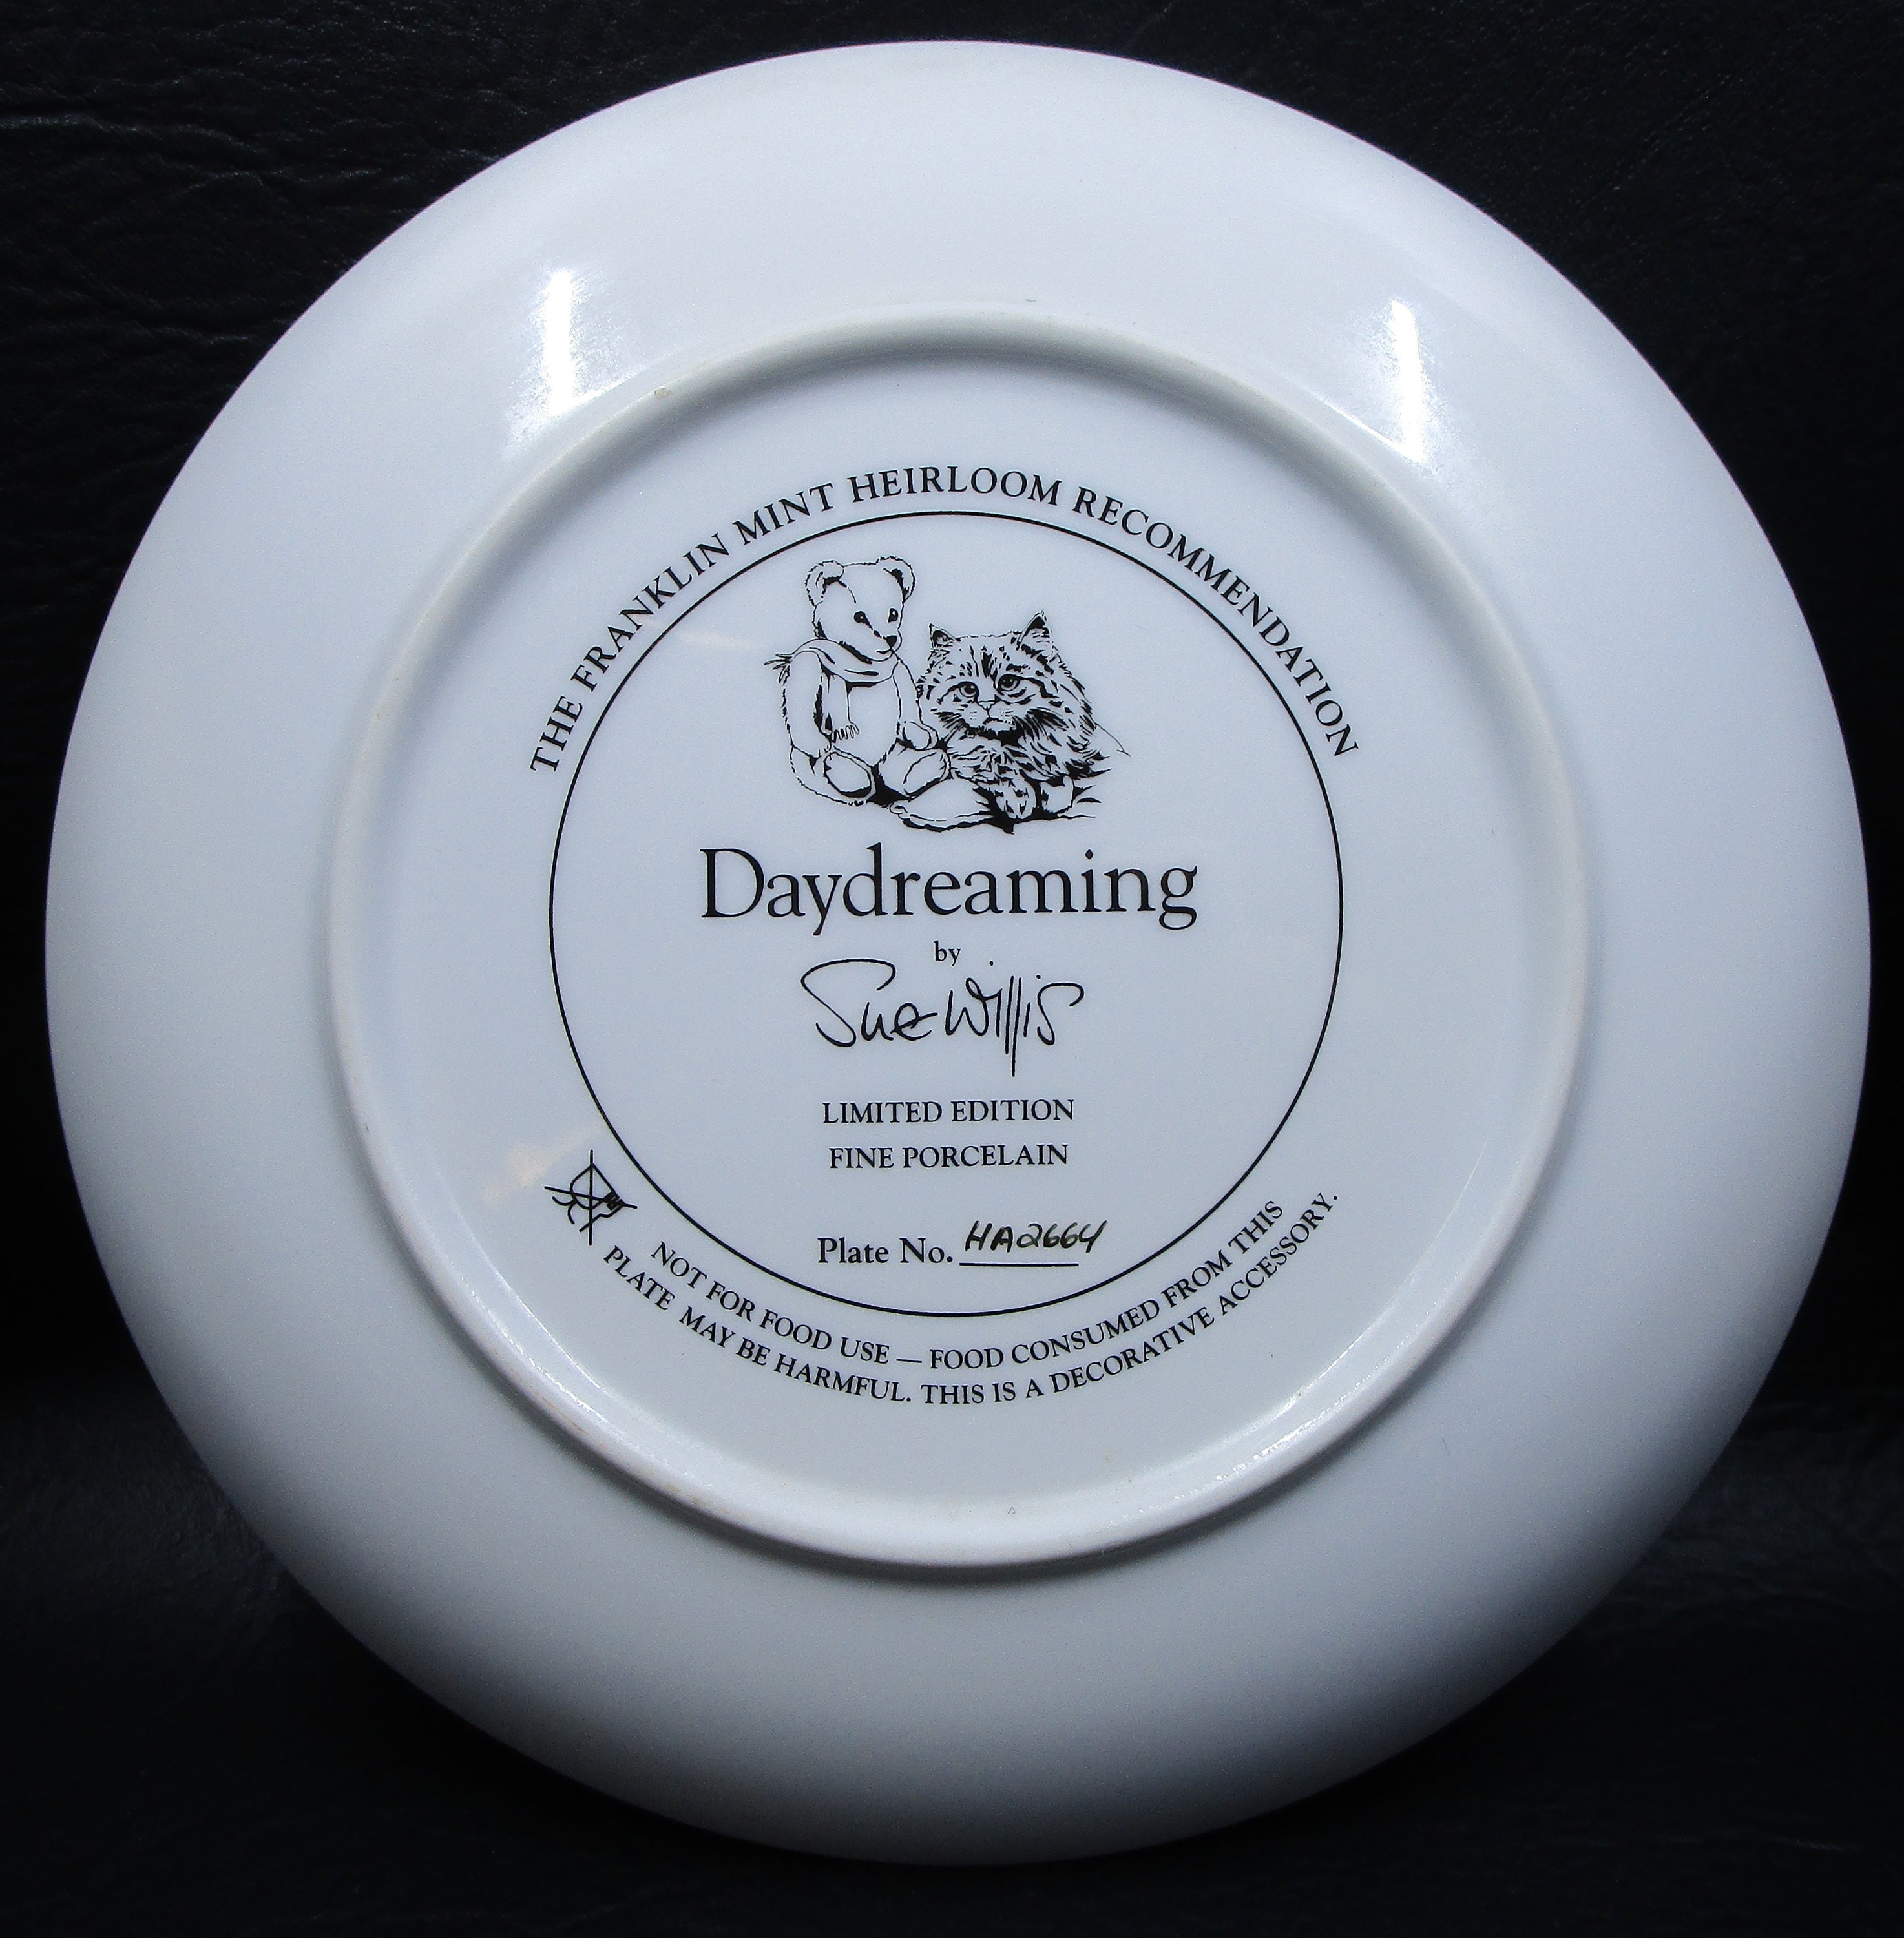 THE FRANKLIN MINT HEIRLOOM RECOMMENDATION
Daydreaming
by
Sue Willis
LIMITED EDITION
FINE PORCELAIN
Plate No. HA2664
NOT FOR FOOD USE — FOOD CONSUMED FROM THIS
PLATE MAY BE HARMFUL. THIS IS A DECORATIVE ACCESSORY.